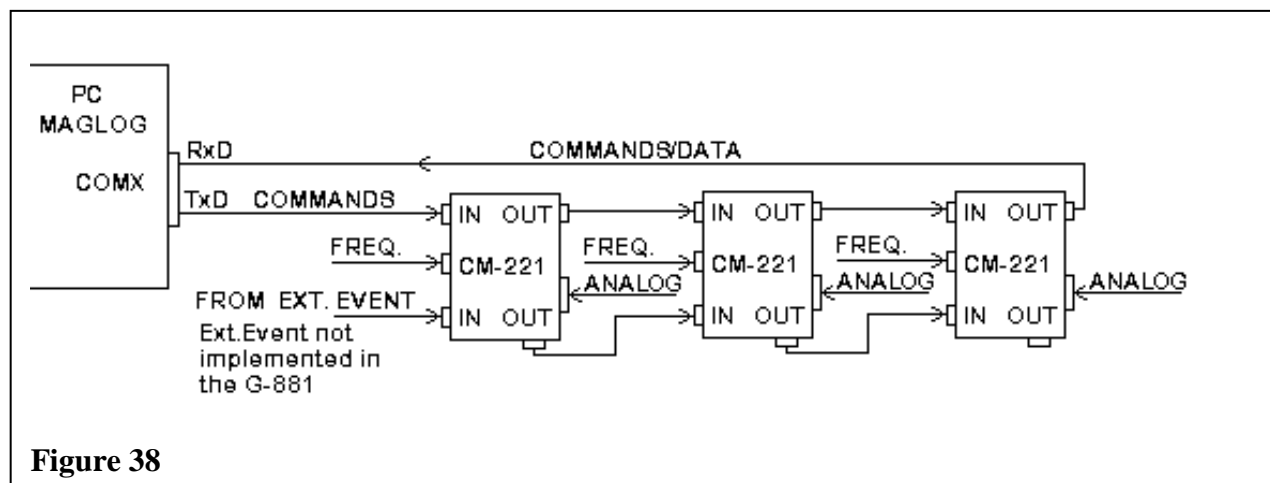 PC
MAGLOG
COMX
RxD
COMMANDS/DATA
TxD COMMANDS
IN OUT
IN OUT
IN OUT
FREQ.
CM-221
FREQ.
CM-221
FREQ.
CM-221
ANALOG
ANALOG
ANALOG
FROM EXT. EVENT
IN OUT
IN OUT
IN OUT
Ext.Event not
implemented in
the G-881
Figure 38